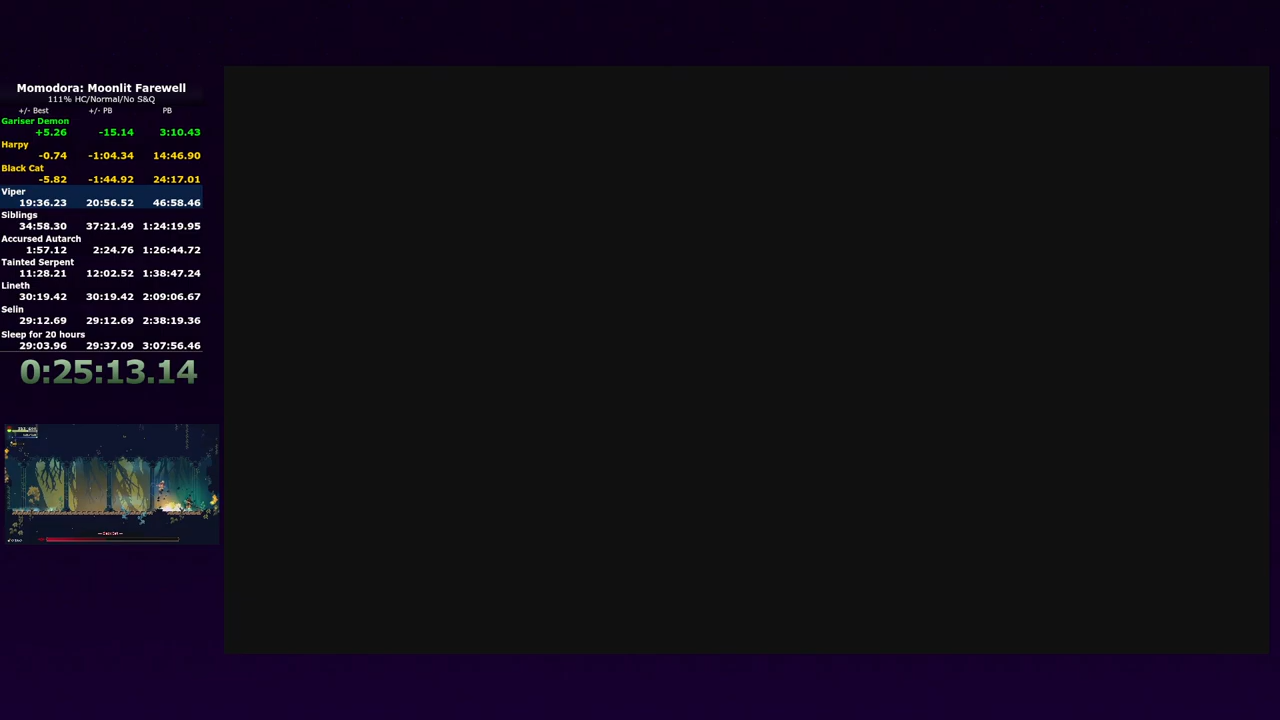 Momodora: Moonlit Farewell
111% HC/Normal/No S&Q
+/- Best +/- PB PB
Gariser Demon
+5.26 -15.14 3:10.43
Harpy
-0.74 -1:04.34 14:46.90
Black Cat
-5.82 -1:44.92 24:17.01
Viper
19:36.23 20:56.52 46:58.46
Siblings
34:58.30 37:21.49 1:24:19.95
Accursed Autarch
1:57.12 2:24.76 1:26:44.72
Tainted Serpent
11:28.21 12:02.52 1:38:47.24
Lineth
30:19.42 30:19.42 2:09:06.67
Selin
29:12.69 29:12.69 2:38:19.36
Sleep for 20 hours
29:03.96 29:37.09 3:07:56.46
0:25:13.14